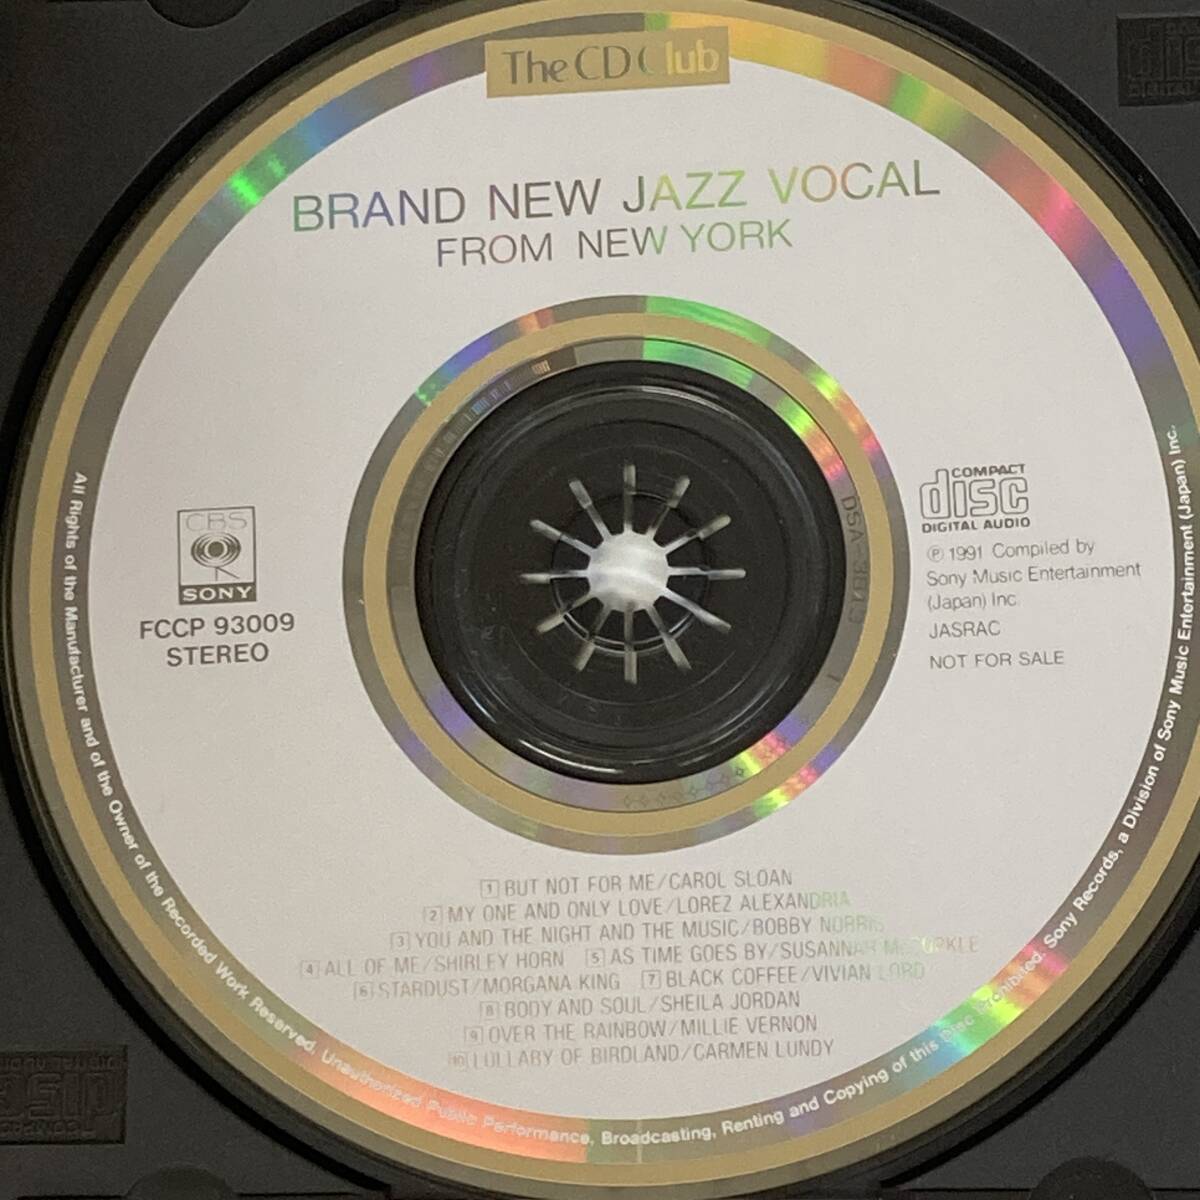 The CD Club
BRAND NEW JAZZ VOCAL
FROM NEW YORK
CBS
SONY
FCCP 93009
STEREO
COMPACT
disc
DIGITAL AUDIO
Ⓟ 1991 Compiled by
Sony Music Entertainment
(Japan) Inc.
JASRAC
NOT FOR SALE
1 BUT NOT FOR ME/CAROL SLOAN
2 MY ONE AND ONLY LOVE/LOREZ ALEXANDRIA
3 YOU AND THE NIGHT AND THE MUSIC/BOBBY NORRIS
4 ALL OF ME/SHIRLEY HORN 5 AS TIME GOES BY/SUSANNAH McCORKLE
6 STARDUST/MORGANA KING 7 BLACK COFFEE/VIVIAN LORD
8 BODY AND SOUL/SHEILA JORDAN
9 OVER THE RAINBOW/MILLIE VERNON
10 LULLABY OF BIRDLAND/CARMEN LUNDY
All Rights of the Manufacturer and of the Owner of the Recorded Work Reserved. Unauthorized Public Performance, Broadcasting, Renting and Copying of this Disc Prohibited. Sony Records, a Division of Sony Music Entertainment (Japan) Inc.